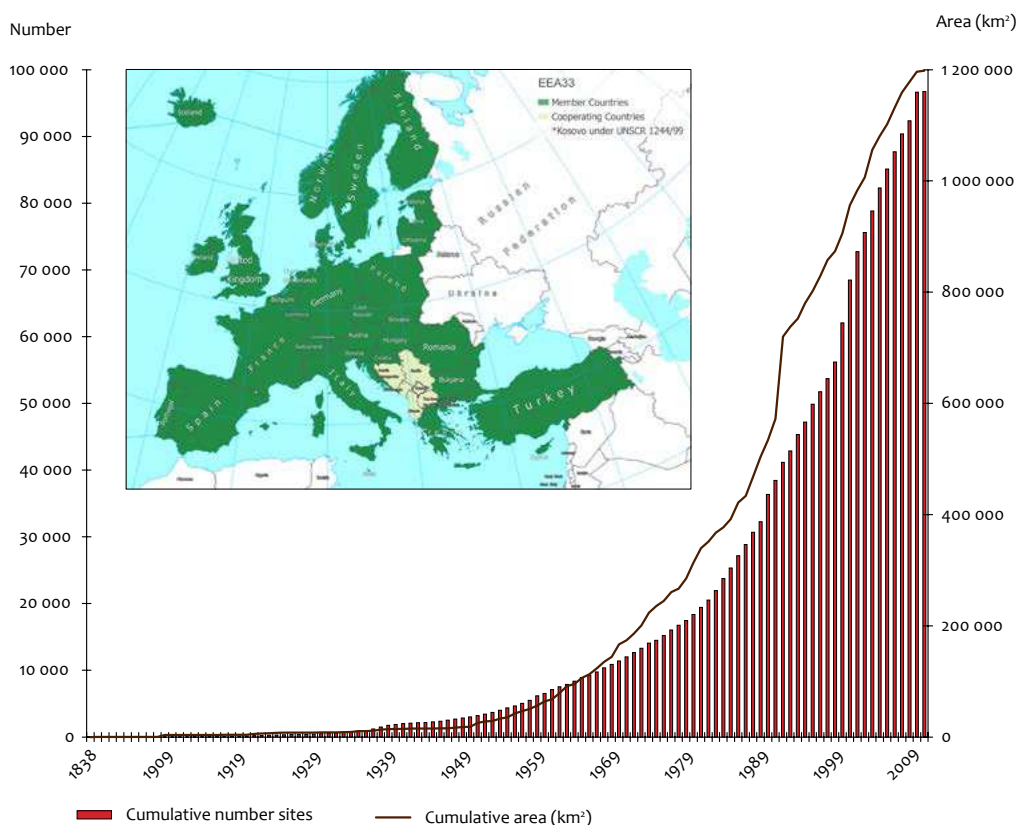 Number
Area (km²)
100 000
90 000
80 000
70 000
60 000
50 000
40 000
30 000
20 000
10 000
0
1200 000
1000 000
800 000
600 000
400 000
200 000
0
EEA33
Member Countries
Cooperating Countries
*Kosovo under UNSCR 1244/99
Iceland
Norway
Sweden
Finland
Russian
Federation
United
Kingdom
Ireland
Poland
Germany
Belgium
Ukraine
France
Austria
Hungary
Romania
Bulgaria
Italy
Spain
Turkey
1838
1909
1919
1929
1939
1949
1959
1969
1979
1989
1999
2009
Cumulative number sites
Cumulative area (km²)